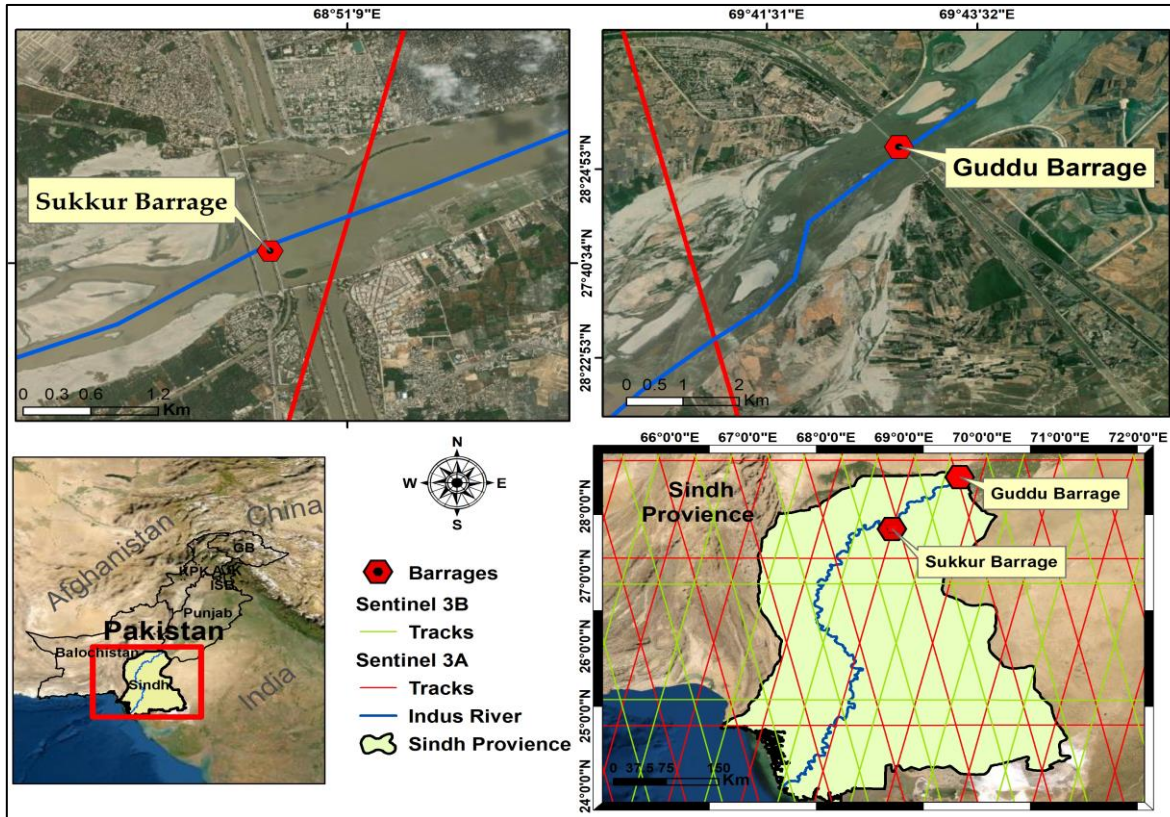 68°51'9"E
Sukkur Barrage
27°40'34"N
0 0.3 0.6 1.2
Km
69°41'31"E 69°43'32"E
28°24'53"N
28°22'53"N
Guddu Barrage
0 0.5 1 2
Km
Afghanistan
China
GB
KPK AJK
ISB
Punjab
Pakistan
Balochistan
Sindh
India
N
W E
S
Barrages
Sentinel 3B
Tracks
Sentinel 3A
Tracks
Indus River
Sindh Provience
66°0'0"E 67°0'0"E 68°0'0"E 69°0'0"E 70°0'0"E 71°0'0"E 72°0'0"E
28°0'0"N
27°0'0"N
26°0'0"N
25°0'0"N
24°0'0"N
Sindh
Provience
Guddu Barrage
Sukkur Barrage
0 37.5 75 150
Km